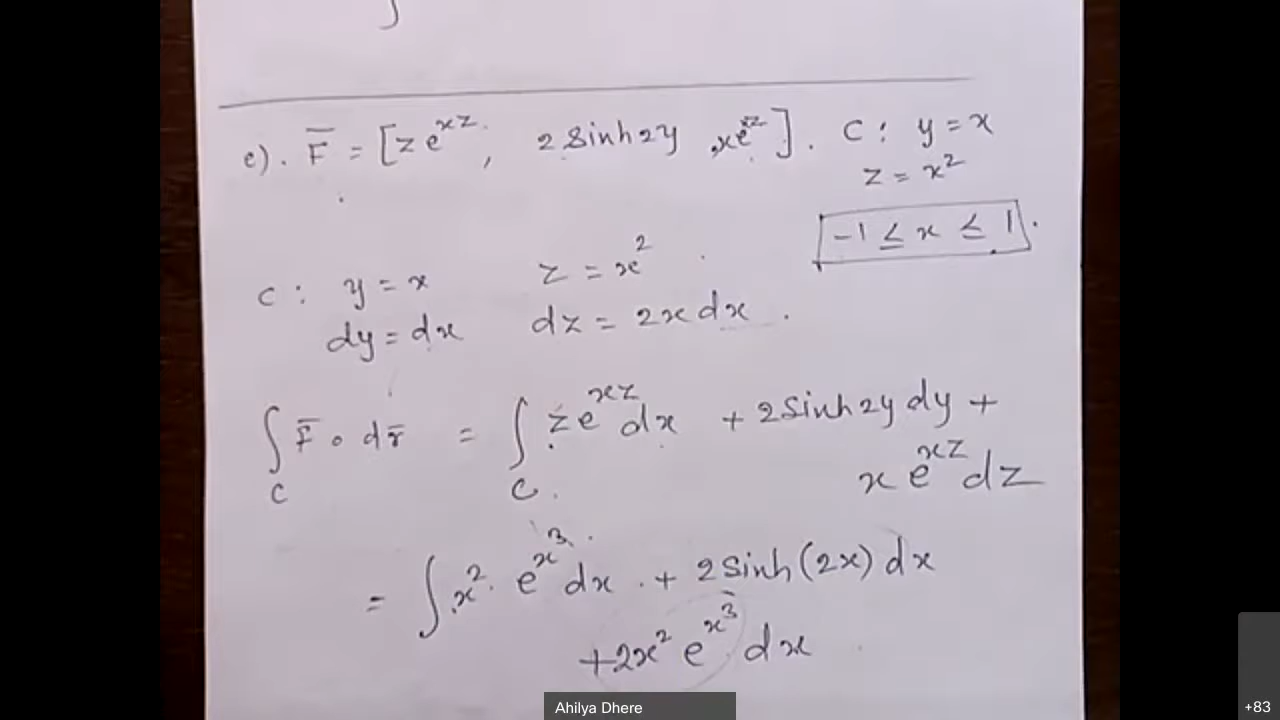 e). F̅ = [z e^{xz}, 2 sinh 2y, x e^{xz}]. C: y = x
z = x²
-1 ≤ x ≤ 1.
C: y = x z = x²
dy = dx dz = 2x dx.
∫_C F̅ ∘ dr̅ = ∫_C z e^{xz} dx + 2 sinh 2y dy +
x e^{xz} dz
= ∫ x² · e^{x³} dx + 2 sinh (2x) dx
+ 2x² e^{x³} dx
Ahilya Dhere
+83